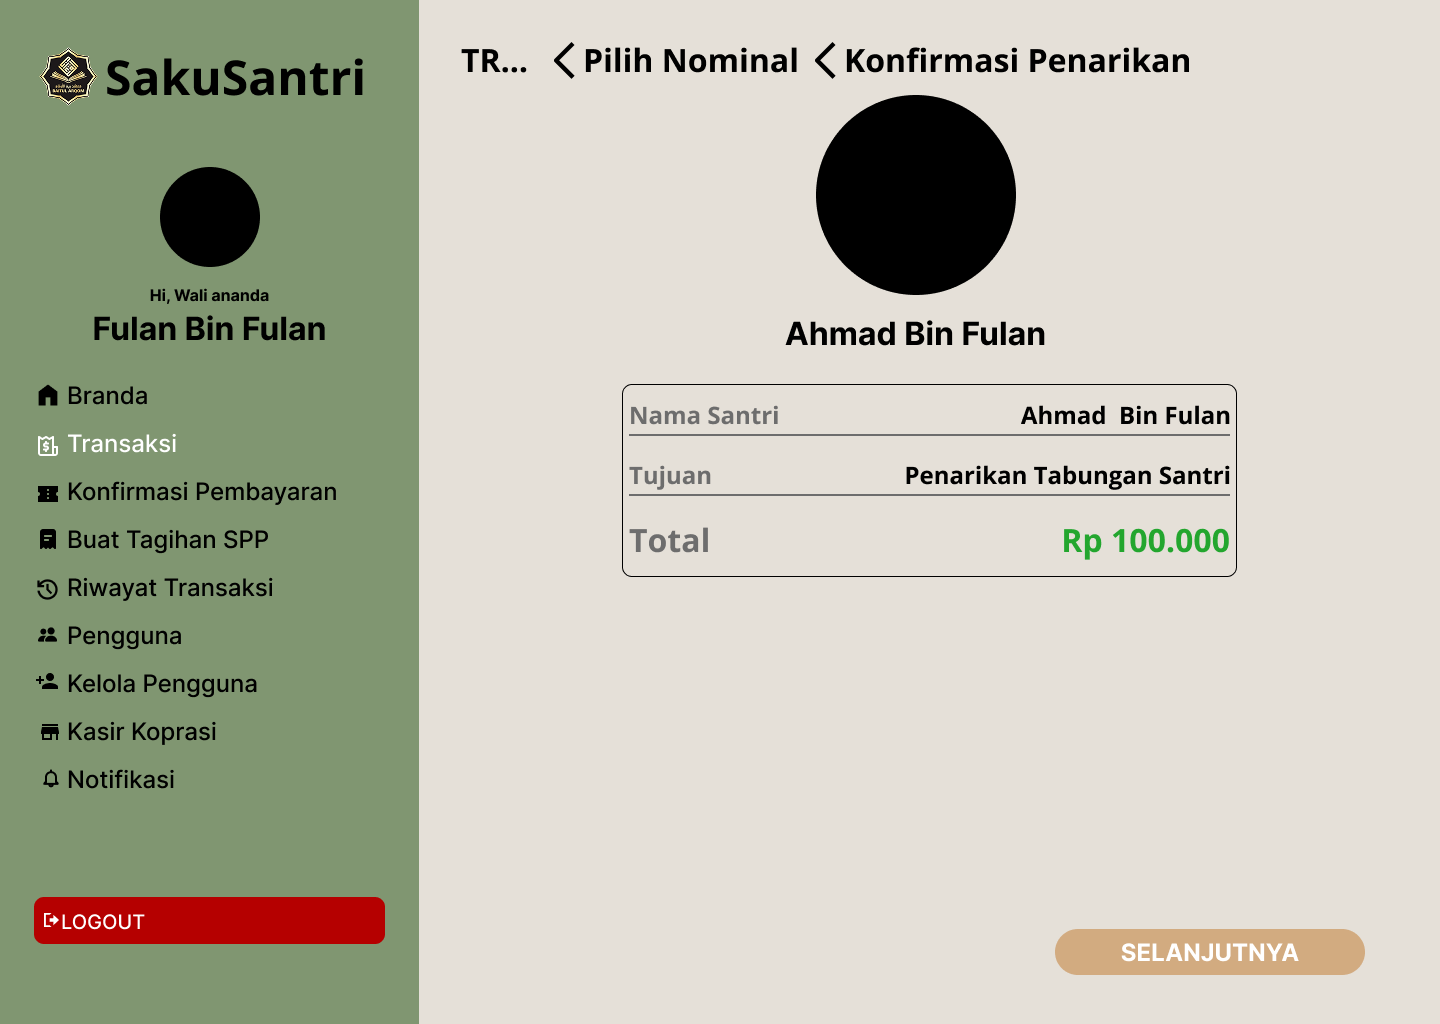 SakuSantri
Hi, Wali ananda
Fulan Bin Fulan
Branda
Transaksi
Konfirmasi Pembayaran
Buat Tagihan SPP
Riwayat Transaksi
Pengguna
Kelola Pengguna
Kasir Koprasi
Notifikasi
LOGOUT
TR... Pilih Nominal Konfirmasi Penarikan
Ahmad Bin Fulan
Nama Santri Ahmad Bin Fulan
Tujuan Penarikan Tabungan Santri
Total Rp 100.000
SELANJUTNYA